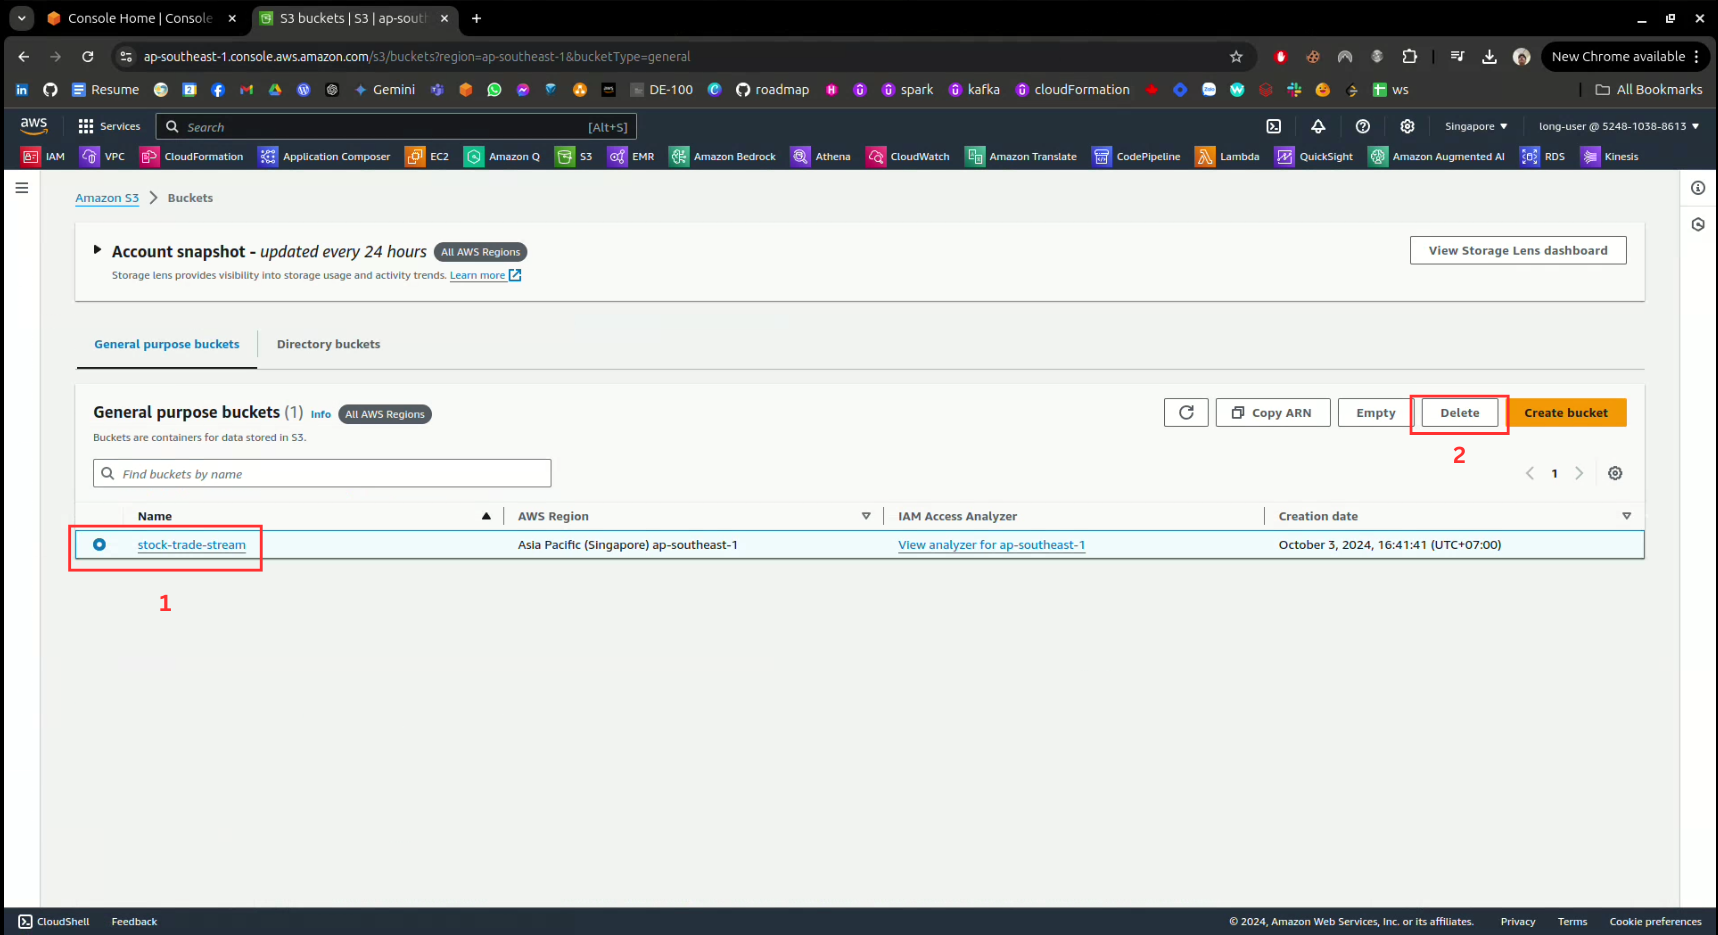 Console Home | Console
S3 buckets | S3 | ap-south
ap-southeast-1.console.aws.amazon.com/s3/buckets?region=ap-southeast-1&bucketType=general
New Chrome available
Resume
Gemini
DE-100
roadmap
spark
kafka
cloudFormation
ws
All Bookmarks
aws
Services
Search
[Alt+S]
Singapore
long-user @ 5248-1038-8613
IAM
VPC
CloudFormation
Application Composer
EC2
Amazon Q
S3
EMR
Amazon Bedrock
Athena
CloudWatch
Amazon Translate
CodePipeline
Lambda
QuickSight
Amazon Augmented AI
RDS
Kinesis
Amazon S3
Buckets
Account snapshot - updated every 24 hours
All AWS Regions
View Storage Lens dashboard
Storage lens provides visibility into storage usage and activity trends. Learn more
General purpose buckets
Directory buckets
General purpose buckets (1) Info
All AWS Regions
Copy ARN
Empty
Delete
Create bucket
Buckets are containers for data stored in S3.
2
Find buckets by name
1
Name
AWS Region
IAM Access Analyzer
Creation date
stock-trade-stream
Asia Pacific (Singapore) ap-southeast-1
View analyzer for ap-southeast-1
October 3, 2024, 16:41:41 (UTC+07:00)
1
CloudShell
Feedback
© 2024, Amazon Web Services, Inc. or its affiliates.
Privacy
Terms
Cookie preferences